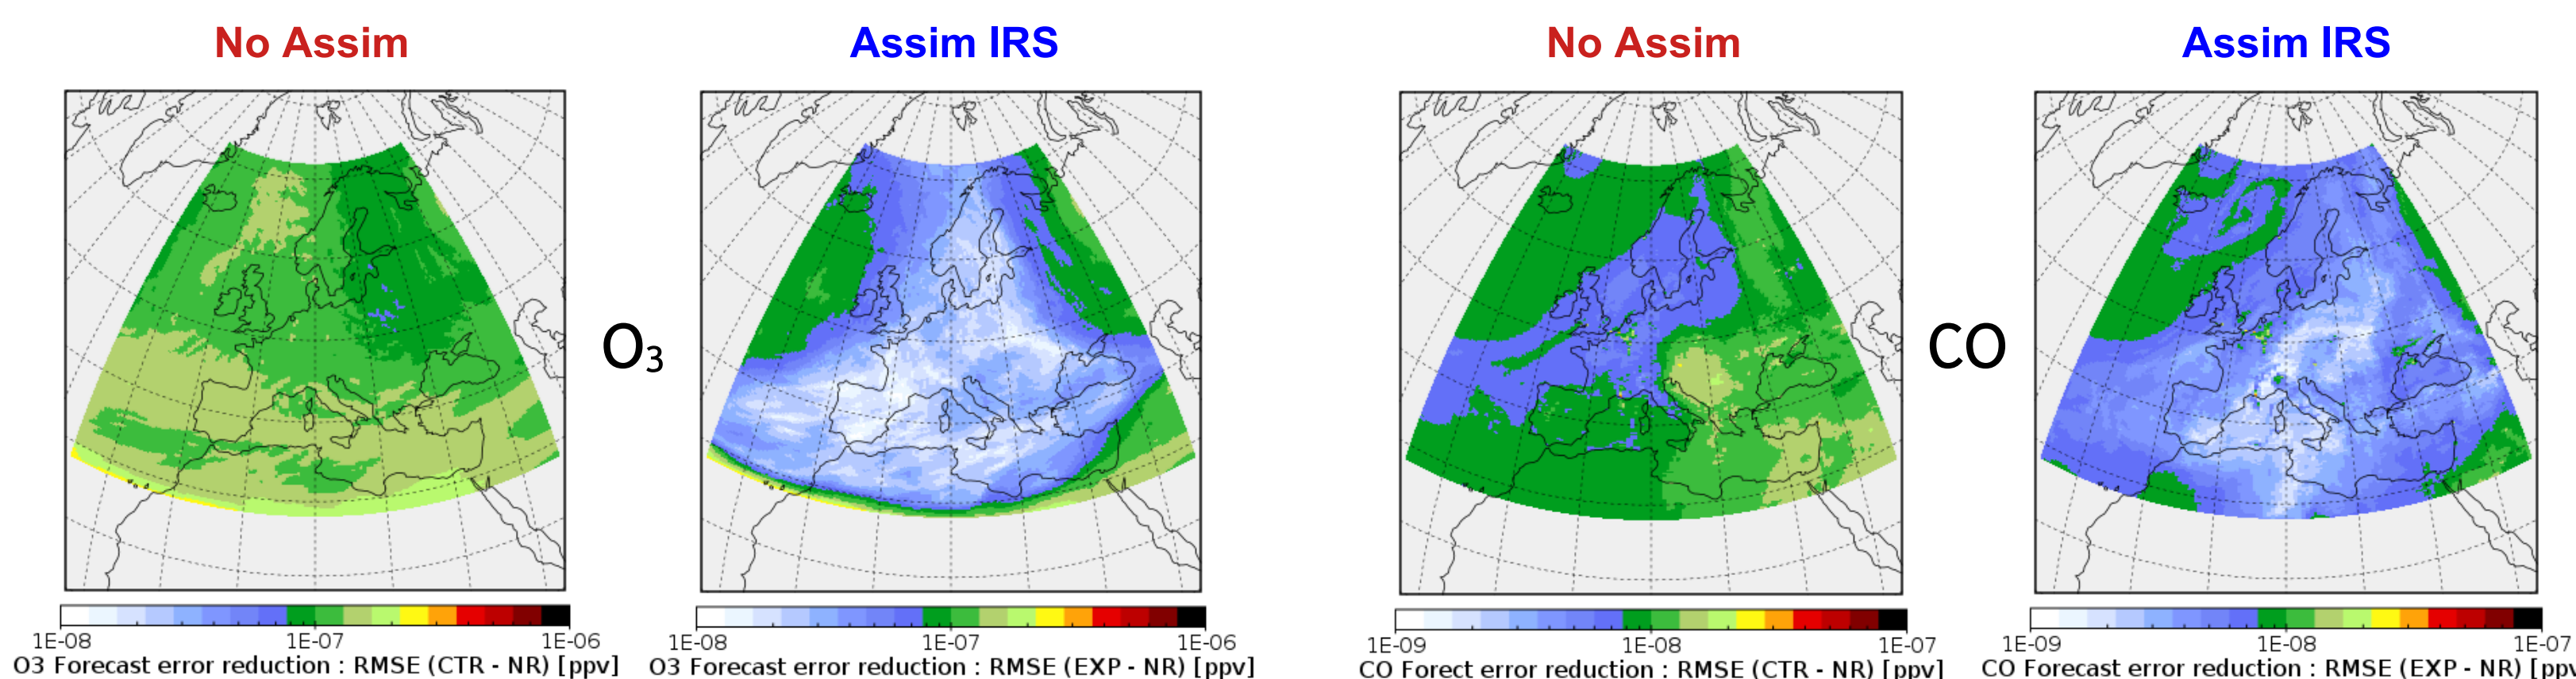 No Assim
Assim IRS
No Assim
Assim IRS
O₃
CO
1E-08 1E-07 1E-06
1E-08 1E-07 1E-06
1E-09 1E-08 1E-07
1E-09 1E-08 1E-07
O3 Forecast error reduction : RMSE (CTR - NR) [ppv]
O3 Forecast error reduction : RMSE (EXP - NR) [ppv]
CO Forect error reduction : RMSE (CTR - NR) [ppv]
CO Forecast error reduction : RMSE (EXP - NR) [ppv